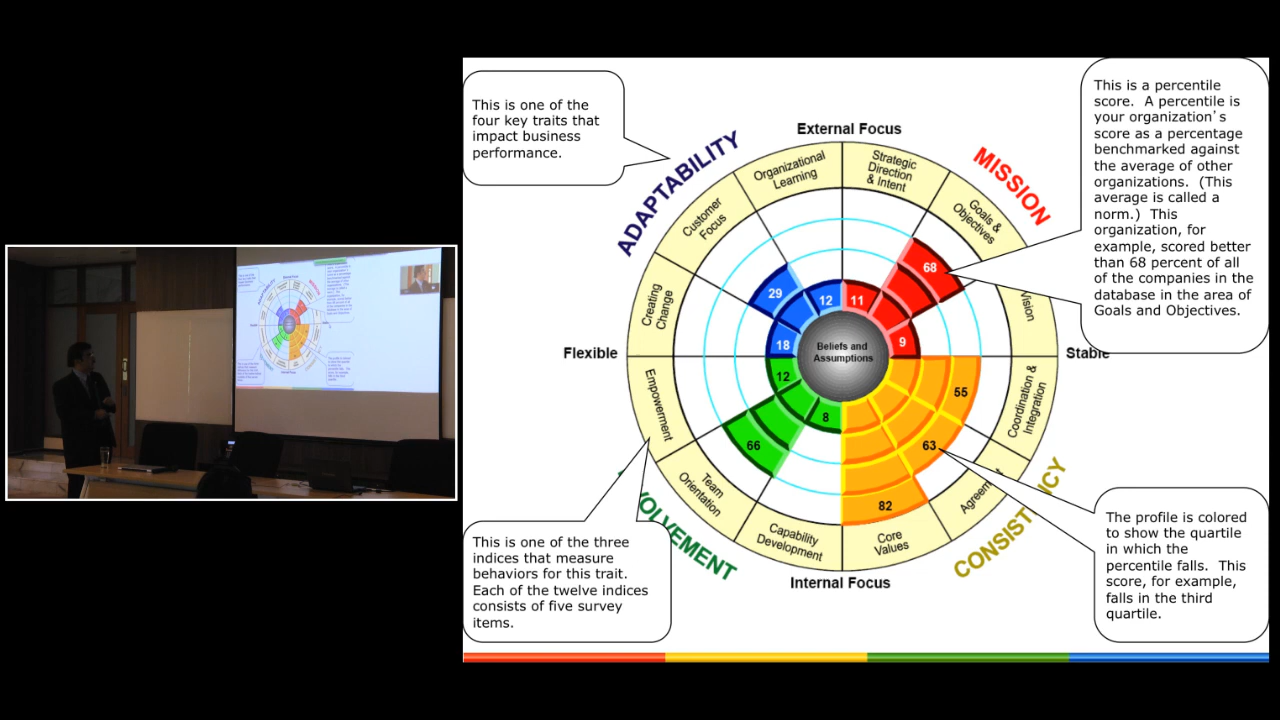 This is one of the
four key traits that
impact business
performance.
This is a percentile
score. A percentile is
your organization's
score as a percentage
benchmarked against
the average of other
organizations. (This
average is called a
norm.) This
organization, for
example, scored better
than 68 percent of all
of the companies in the
database in the area of
Goals and Objectives.
External Focus
ADAPTABILITY
MISSION
Organizational
Learning
Strategic
Direction
& Intent
Customer
Focus
Goals &
Objectives
Creating
Change
Vision
68
29
12
11
18
9
Beliefs and
Assumptions
Flexible
Stable
12
8
55
66
63
82
Empowerment
Coordination &
Integration
Team
Orientation
Agreem
Capability
Development
Core
Values
OLVEMENT
CONSIST CY
Internal Focus
This is one of the three
indices that measure
behaviors for this trait.
Each of the twelve indices
consists of five survey
items.
The profile is colored
to show the quartile
in which the
percentile falls. This
score, for example,
falls in the third
quartile.